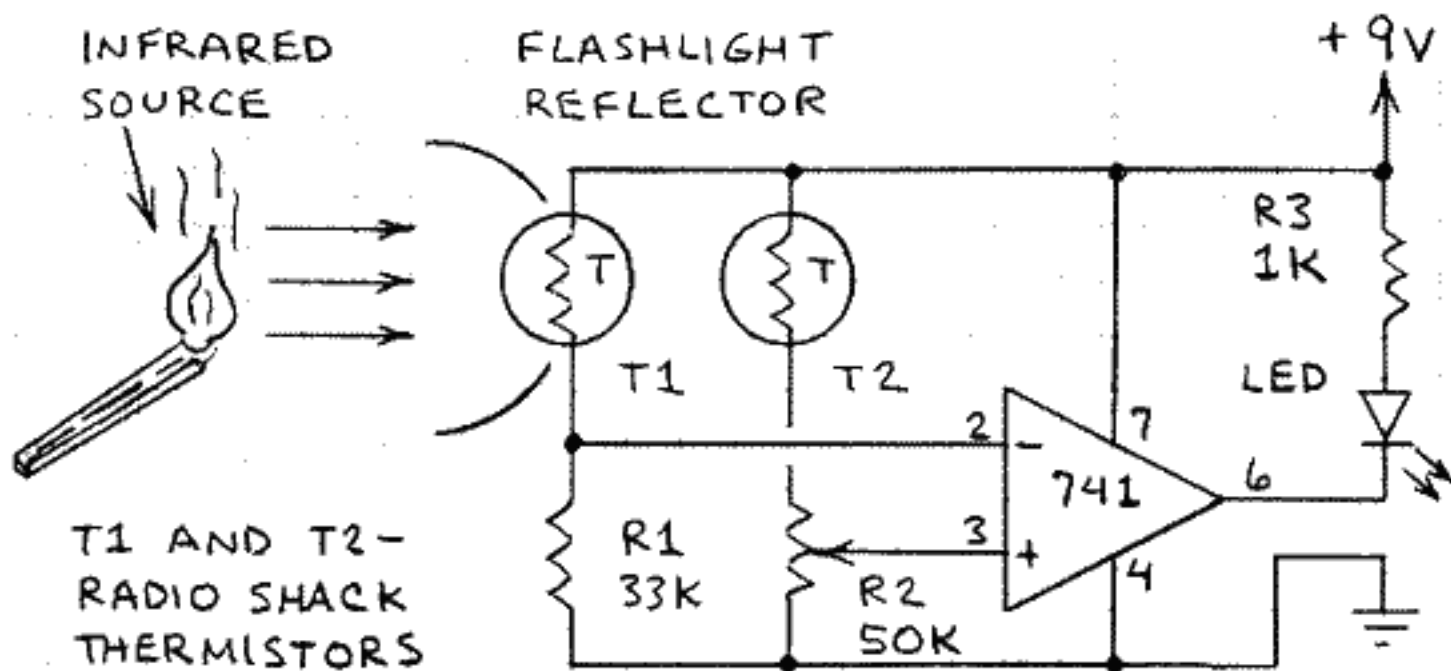 INFRARED
SOURCE
FLASHLIGHT
REFLECTOR
+9V
R3
1K
T
T
T1
T2
LED
2
-
7
741
6
3
+
4
R1
33K
R2
50K
T1 AND T2-
RADIO SHACK
THERMISTORS